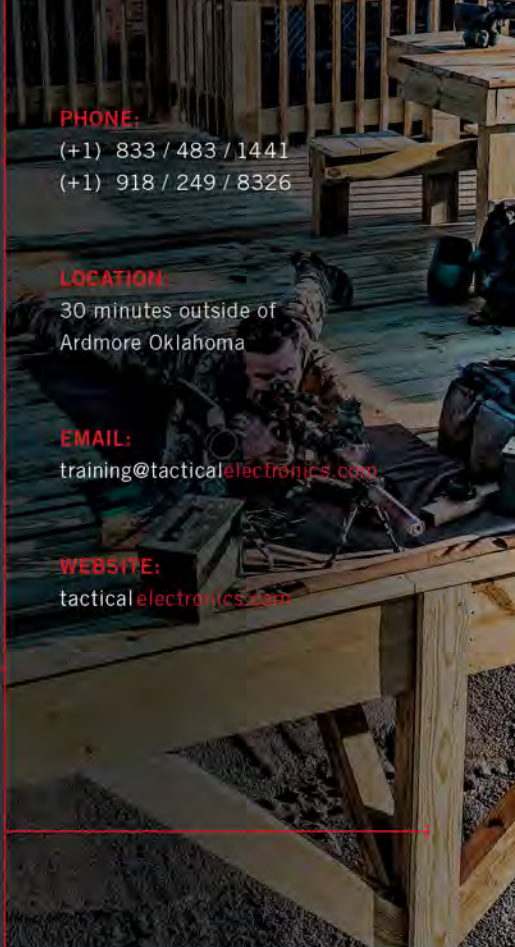 PHONE:
(+1) 833 / 483 / 1441
(+1) 918 / 249 / 8326
LOCATION:
30 minutes outside of
Ardmore Oklahoma
EMAIL:
training@tacticalelectronics.com
WEBSITE:
tacticalelectronics.com